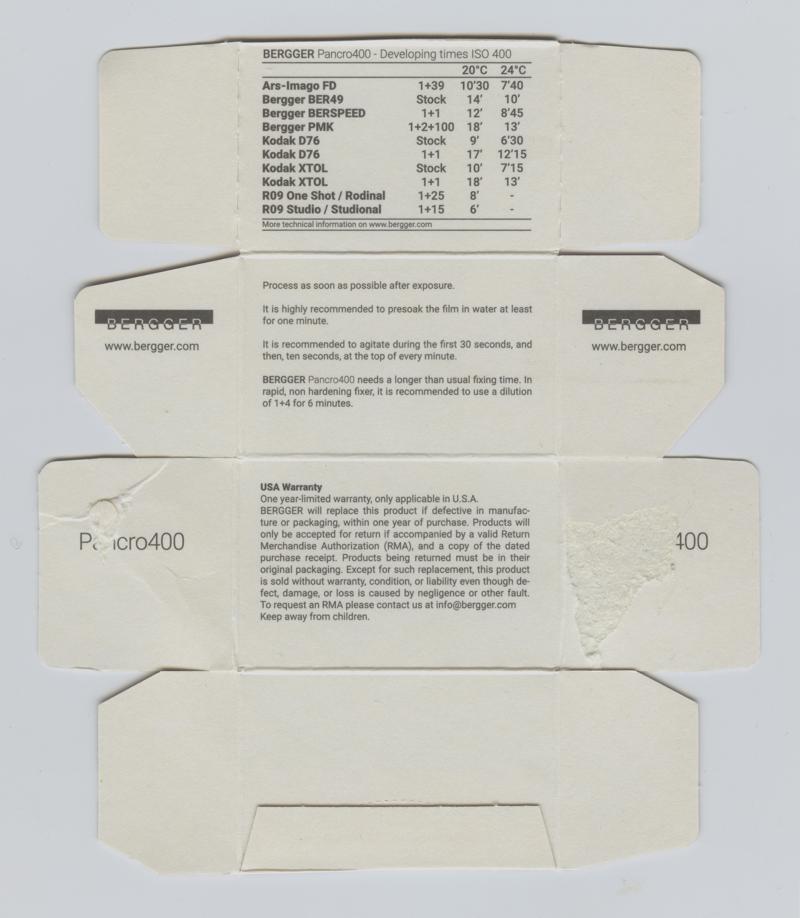 BERGGER Pancro400 - Developing times ISO 400
20°C 24°C
Ars-Imago FD 1+39 10'30 7'40
Bergger BER49 Stock 14' 10'
Bergger BERSPEED 1+1 12' 8'45
Bergger PMK 1+2+100 18' 13'
Kodak D76 Stock 9' 6'30
Kodak D76 1+1 17' 12'15
Kodak XTOL Stock 10' 7'15
Kodak XTOL 1+1 18' 13'
R09 One Shot / Rodinal 1+25 8' -
R09 Studio / Studional 1+15 6' -
More technical information on www.bergger.com
BERGGER
www.bergger.com
Process as soon as possible after exposure.
It is highly recommended to presoak the film in water at least
for one minute.
It is recommended to agitate during the first 30 seconds, and
then, ten seconds, at the top of every minute.
BERGGER Pancro400 needs a longer than usual fixing time. In
rapid, non hardening fixer, it is recommended to use a dilution
of 1+4 for 6 minutes.
BERGGER
www.bergger.com
Pancro400
USA Warranty
One year-limited warranty, only applicable in U.S.A.
BERGGER will replace this product if defective in manufac-
ture or packaging, within one year of purchase. Products will
only be accepted for return if accompanied by a valid Return
Merchandise Authorization (RMA), and a copy of the dated
purchase receipt. Products being returned must be in their
original packaging. Except for such replacement, this product
is sold without warranty, condition, or liability even though de-
fect, damage, or loss is caused by negligence or other fault.
To request an RMA please contact us at info@bergger.com
Keep away from children.
400